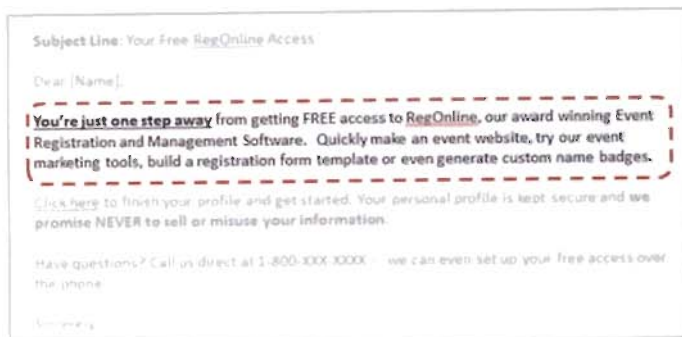 Subject Line: Your Free RegOnline Access
Dear [Name],
You're just one step away from getting FREE access to RegOnline, our award winning Event
Registration and Management Software. Quickly make an event website, try our event
marketing tools, build a registration form template or even generate custom name badges.
Click here to finish your profile and get started. Your personal profile is kept secure and we
promise NEVER to sell or misuse your information.
Have questions? Call us direct at 1-800-XXX-XXXX we can even set up your free access over
the phone